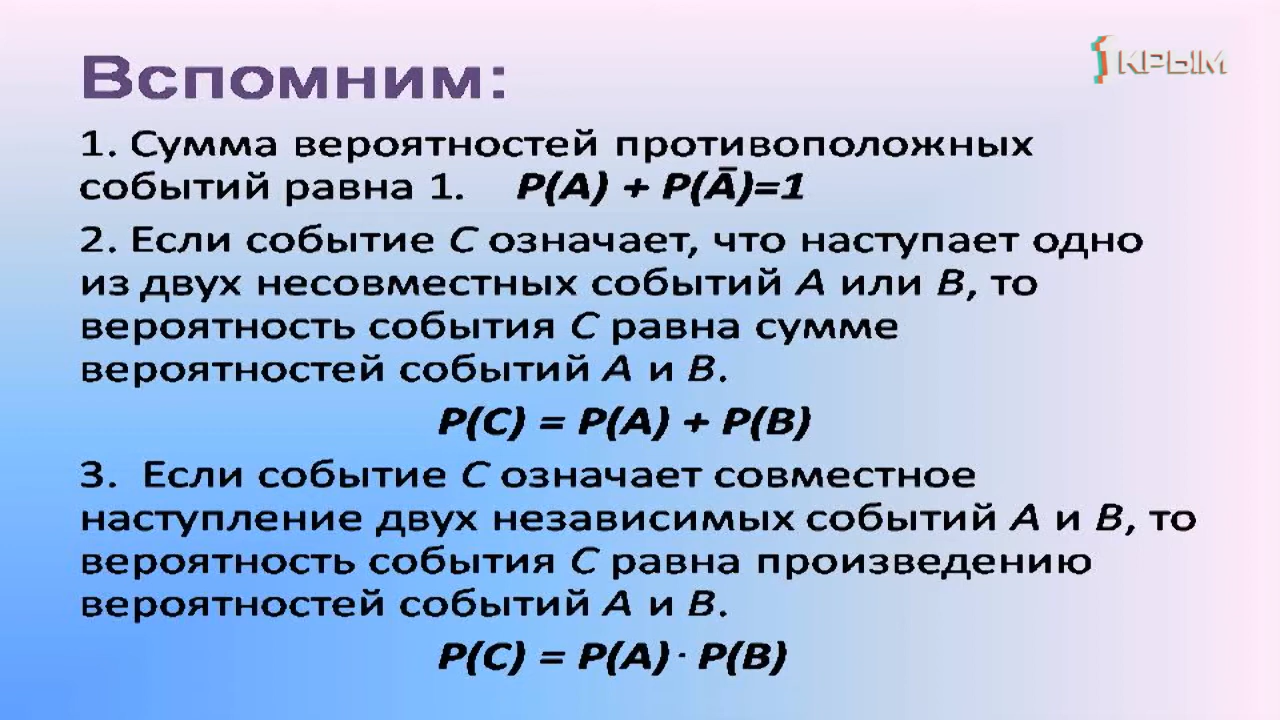 Вспомним:
1 КРЫМ
1. Сумма вероятностей противоположных
событий равна 1. P(A) + P(Ā)=1
2. Если событие C означает, что наступает одно
из двух несовместных событий A или B, то
вероятность события C равна сумме
вероятностей событий A и B.
P(C) = P(A) + P(B)
3. Если событие C означает совместное
наступление двух независимых событий A и B, то
вероятность события C равна произведению
вероятностей событий A и B.
P(C) = P(A) · P(B)